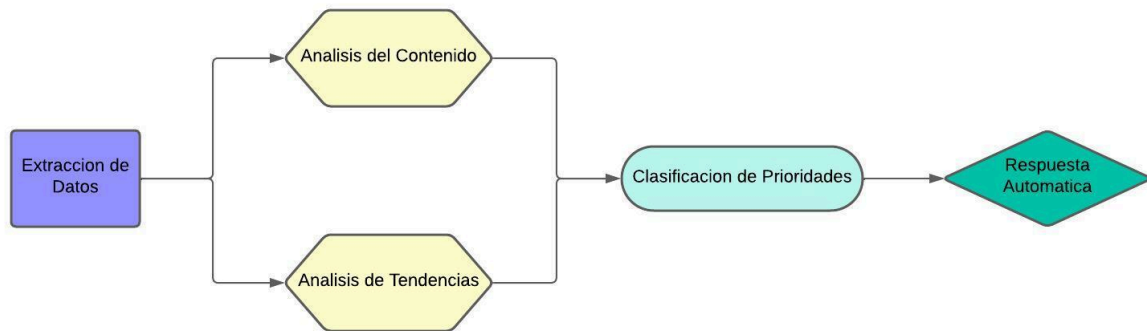 Analisis del Contenido
Extraccion de
Datos
Clasificacion de Prioridades
Respuesta
Automatica
Analisis de Tendencias